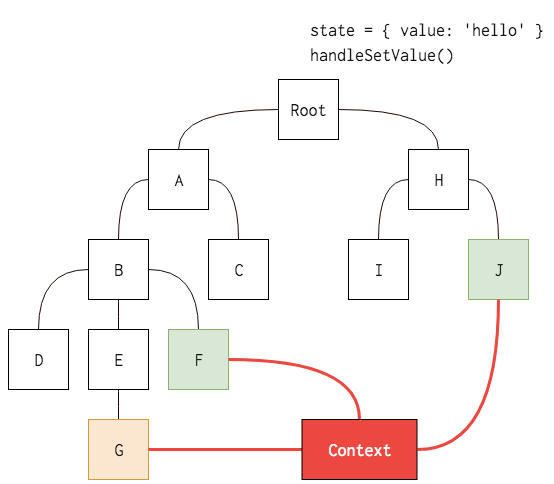 state = { value: 'hello' }
handleSetValue()
Root
A
H
B
C
I
J
D
E
F
G
Context